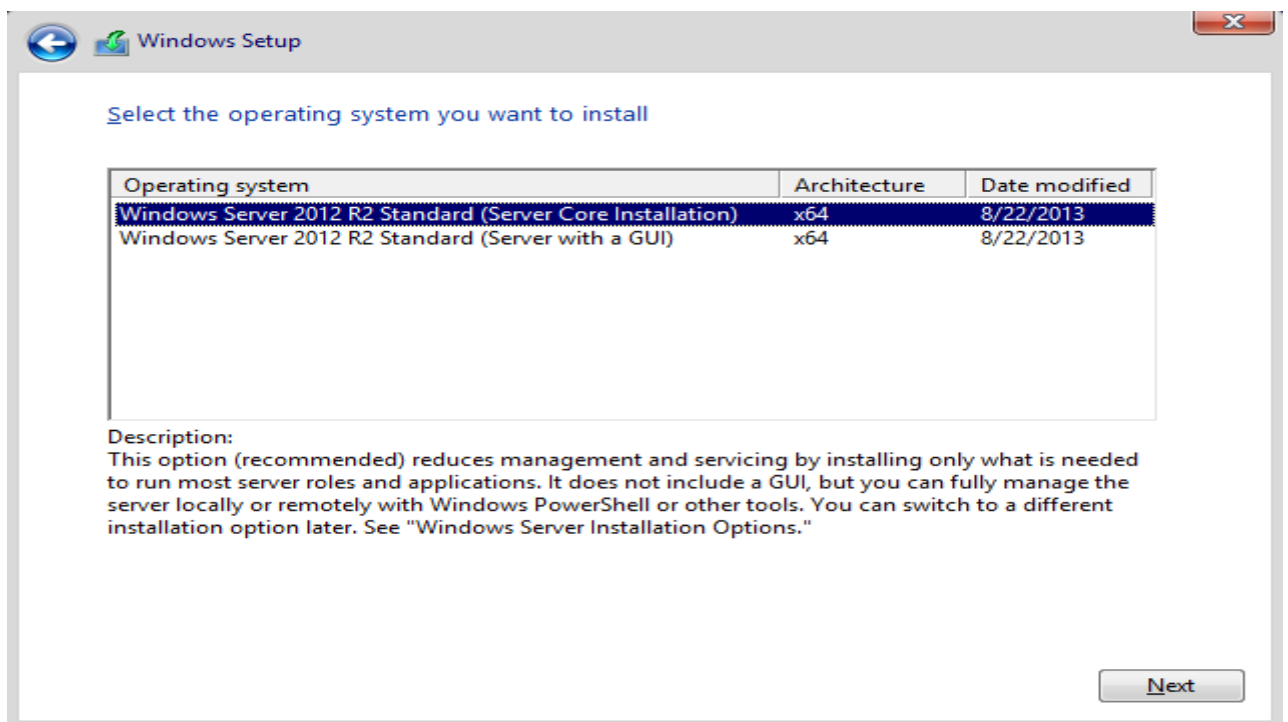 Windows Setup
Select the operating system you want to install
Operating system Architecture Date modified
Windows Server 2012 R2 Standard (Server Core Installation) x64 8/22/2013
Windows Server 2012 R2 Standard (Server with a GUI) x64 8/22/2013
Description:
This option (recommended) reduces management and servicing by installing only what is needed
to run most server roles and applications. It does not include a GUI, but you can fully manage the
server locally or remotely with Windows PowerShell or other tools. You can switch to a different
installation option later. See "Windows Server Installation Options."
Next